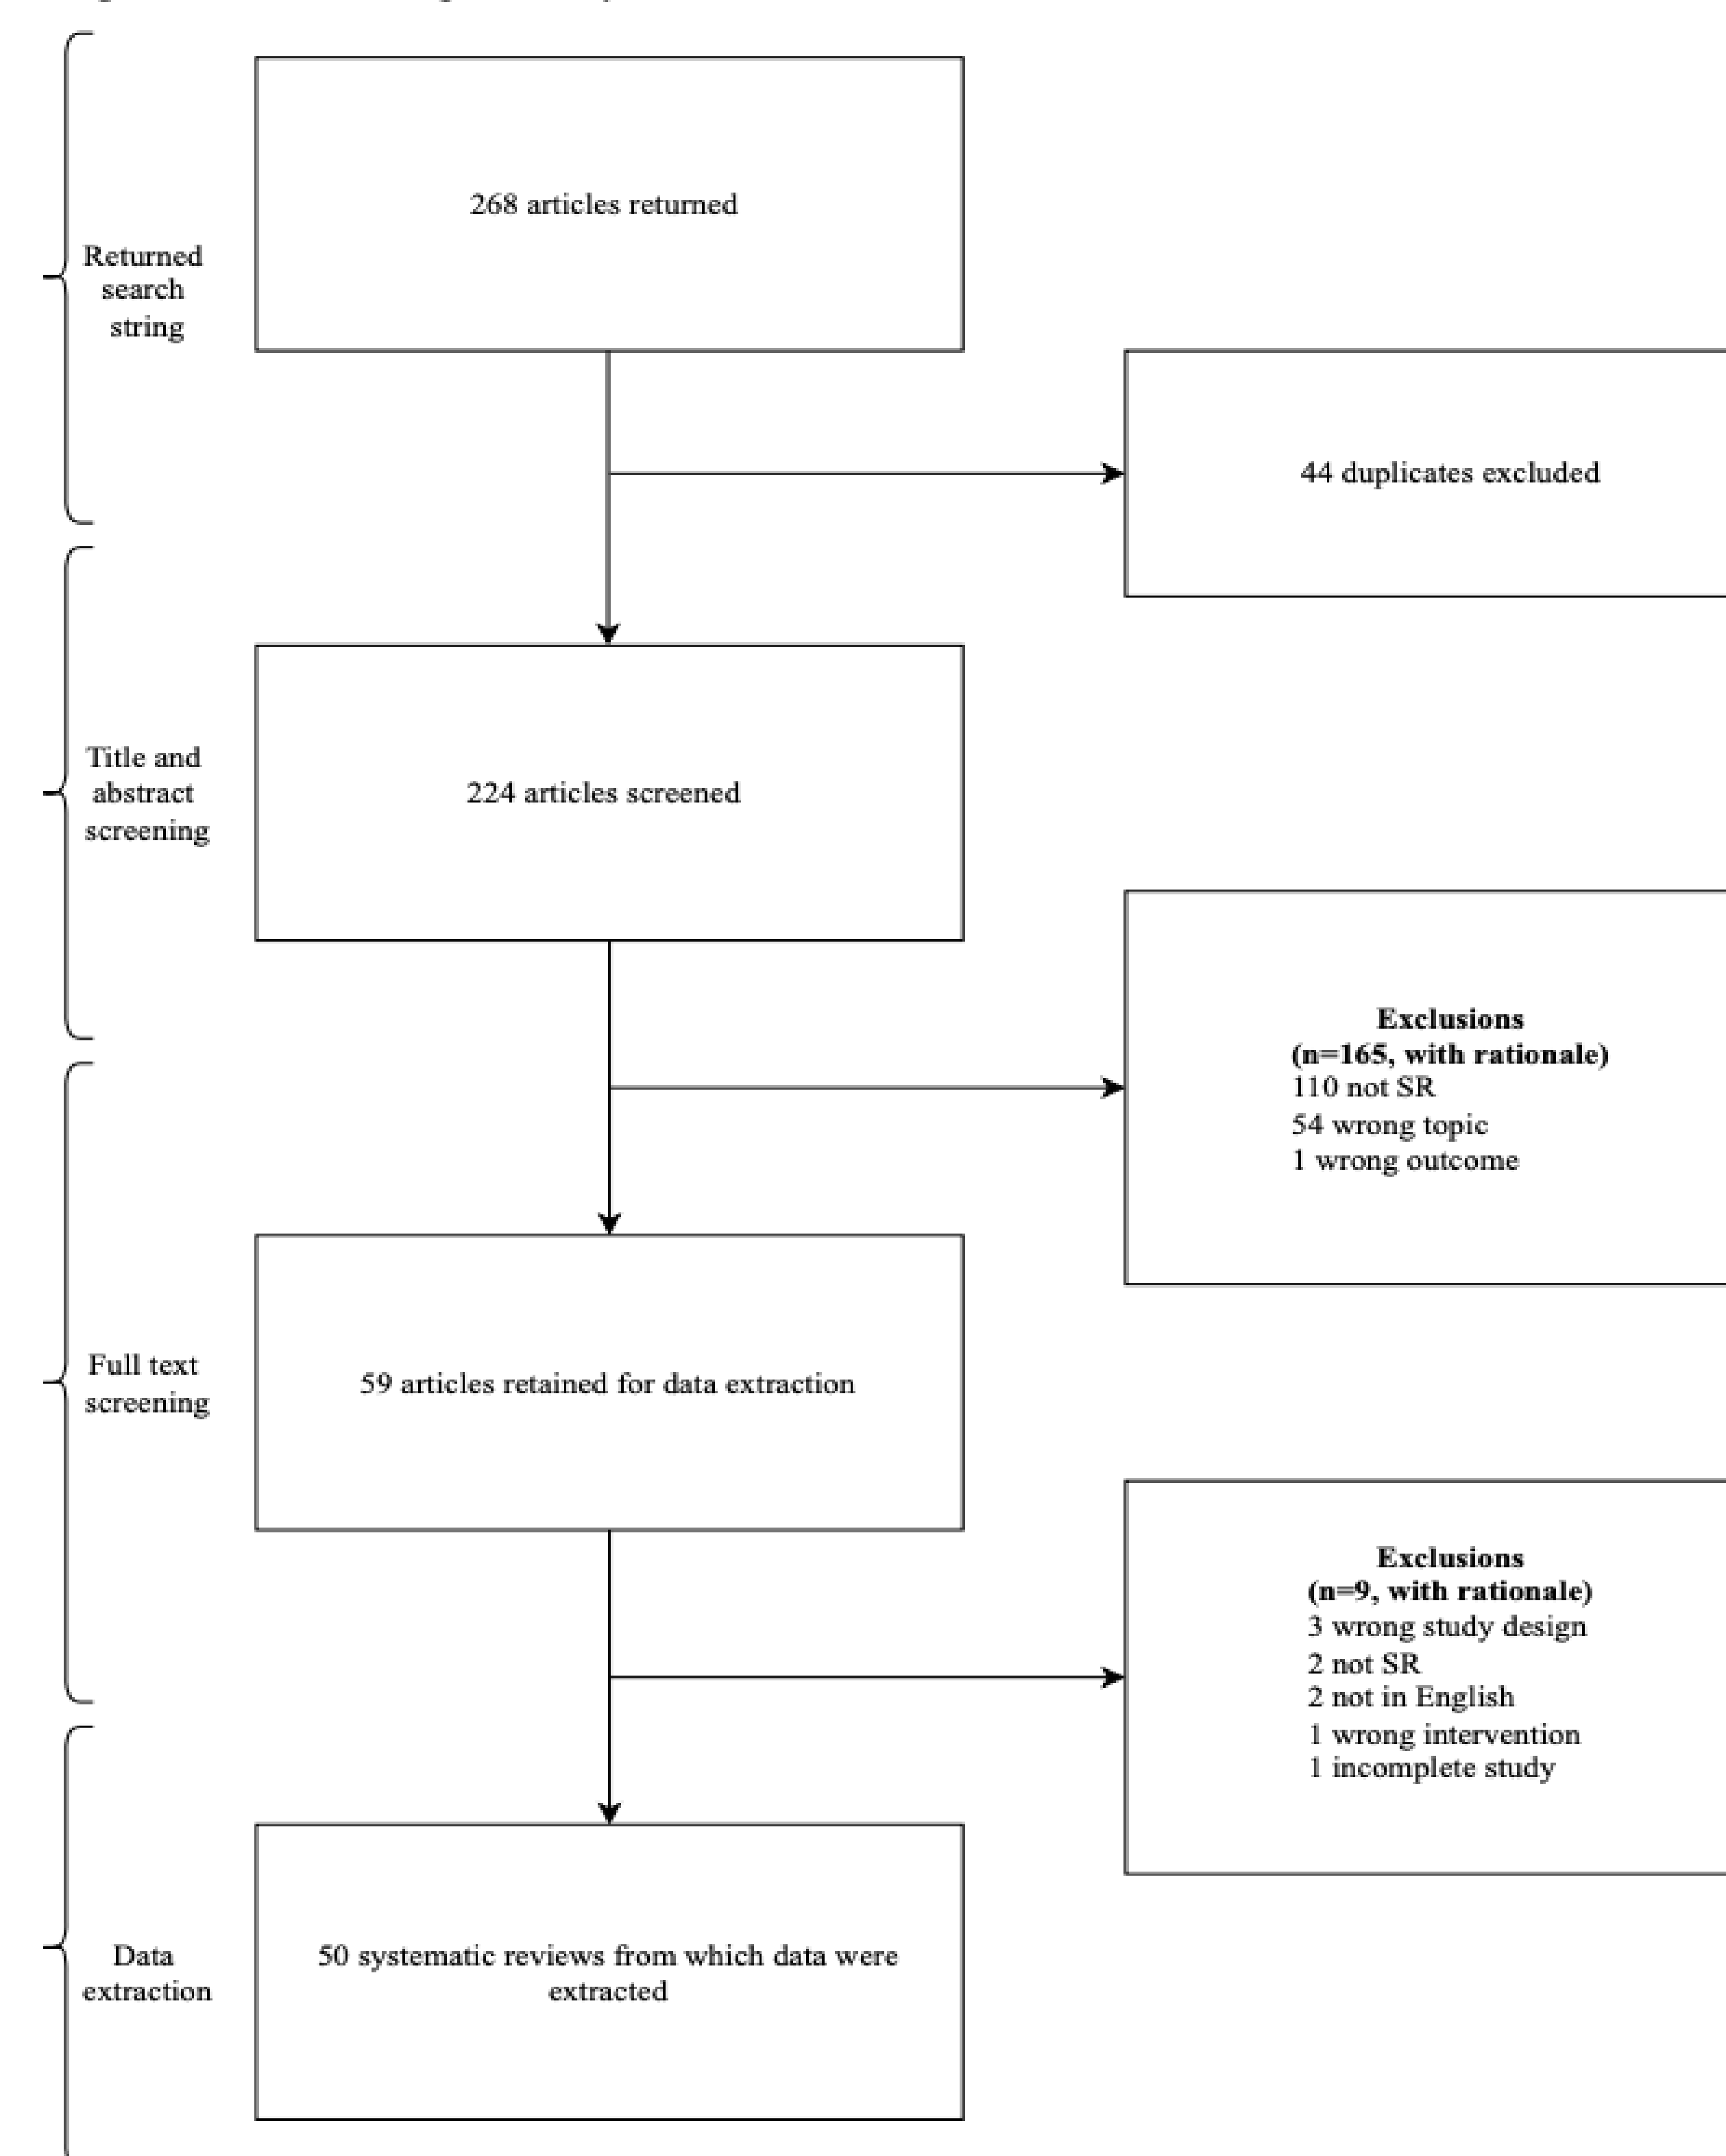 268 articles returned
Returned
search
string
44 duplicates excluded
Title and
abstract
screening
224 articles screened
Exclusions
(n=165, with rationale)
110 not SR
54 wrong topic
1 wrong outcome
Full text
screening
59 articles retained for data extraction
Exclusions
(n=9, with rationale)
3 wrong study design
2 not SR
2 not in English
1 wrong intervention
1 incomplete study
Data
extraction
50 systematic reviews from which data were
extracted